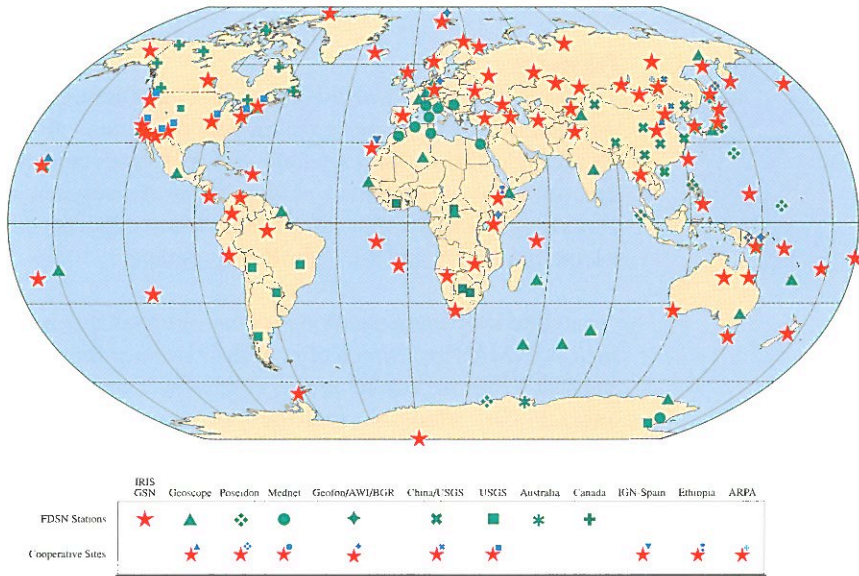 IRIS
GSN Geoscope Poseidon Mednet Geofon/AWI/BGR China/USGS USGS Australia Canada IGN-Spain Ethiopia ARPA
FDSN Stations
Cooperative Sites